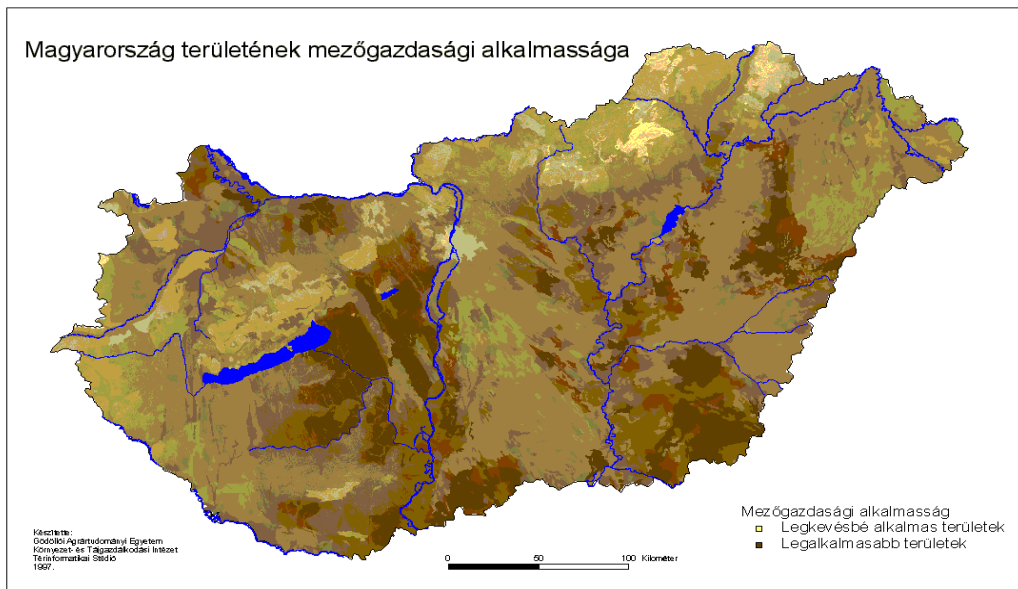 Magyarország területének mezőgazdasági alkalmassága
Mezőgazdasági alkalmasság
Legkevésbé alkalmas területek
Legalkalmasabb területek
Készítette:
Gödöllői Agrártudományi Egyetem
Környezet- és Tájgazdálkodási Intézet
Térinformatikai Stúdió
1997.
0 50 100 Kilométer